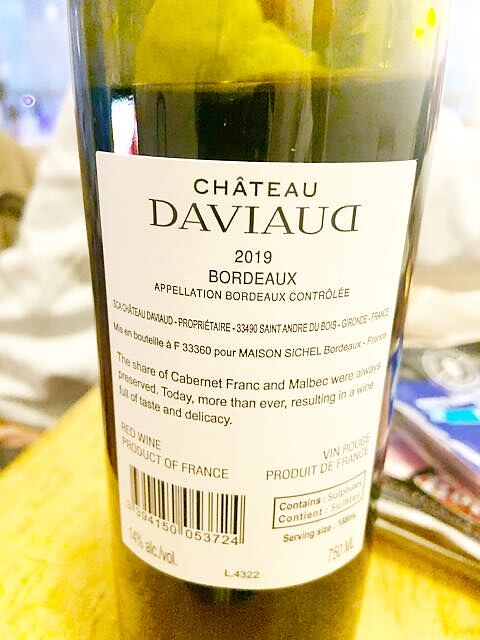 CHÂTEAU
DAVIAUD
2019
BORDEAUX
APPELLATION BORDEAUX CONTRÔLÉE
SCA CHÂTEAU DAVIAUD - PROPRIÉTAIRE - 33490 SAINT ANDRE DU BOIS - GIRONDE - FRANCE
Mis en bouteille à F 33360 pour MAISON SICHEL Bordeaux - France
The share of Cabernet Franc and Malbec were always
preserved. Today, more than ever, resulting in a wine
full of taste and delicacy.
RED WINE
PRODUCT OF FRANCE
VIN ROUGE
PRODUIT DE FRANCE
Contains : Sulphites
Contient : Sulfites
Serving size : 148mL
053724
14% alc./vol.
750 ML
L.4322